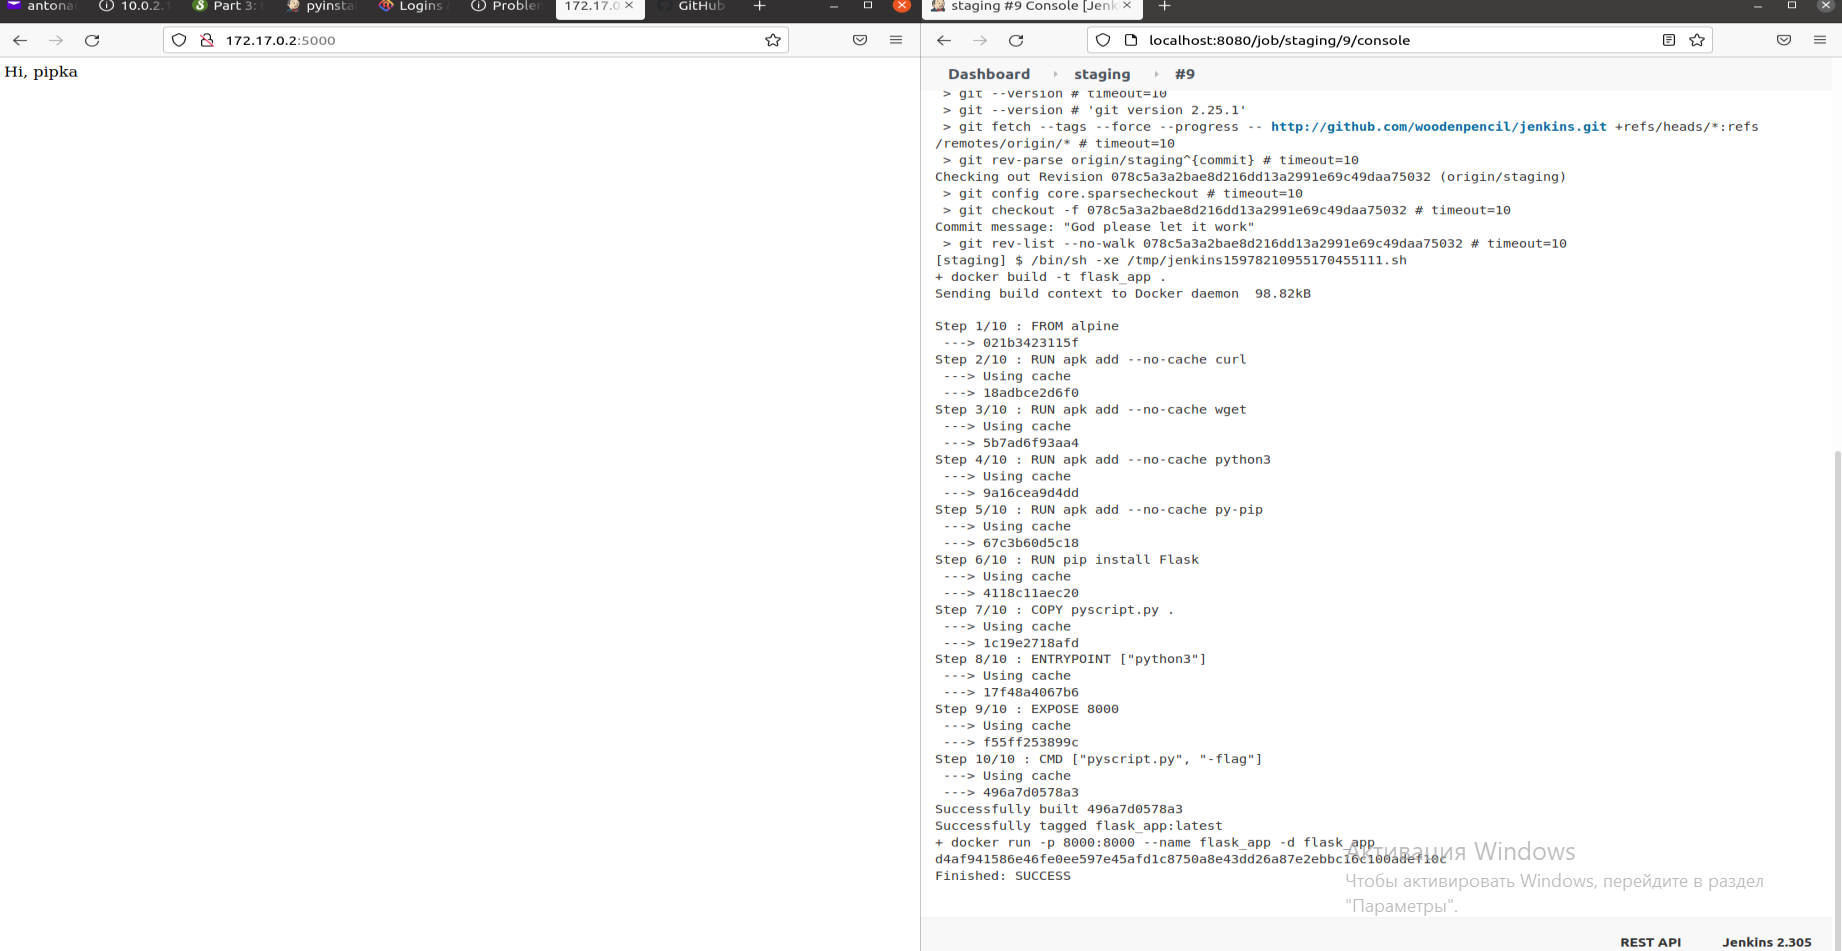 antona
10.0.2.1
Part 3:
pyinsta
Logins
Problem
172.17.0
GitHub
172.17.0.2:5000
Hi, pipka
staging #9 Console [Jenk
localhost:8080/job/staging/9/console
Dashboard
staging
#9
> git --version # timeout=10
> git --version # 'git version 2.25.1'
> git fetch --tags --force --progress -- http://github.com/woodenpencil/jenkins.git +refs/heads/*:refs
/remotes/origin/* # timeout=10
> git rev-parse origin/staging^{commit} # timeout=10
Checking out Revision 078c5a3a2bae8d216dd13a2991e69c49daa75032 (origin/staging)
> git config core.sparsecheckout # timeout=10
> git checkout -f 078c5a3a2bae8d216dd13a2991e69c49daa75032 # timeout=10
Commit message: "God please let it work"
> git rev-list --no-walk 078c5a3a2bae8d216dd13a2991e69c49daa75032 # timeout=10
[staging] $ /bin/sh -xe /tmp/jenkins15978210955170455111.sh
+ docker build -t flask_app .
Sending build context to Docker daemon  98.82kB
Step 1/10 : FROM alpine
---> 021b3423115f
Step 2/10 : RUN apk add --no-cache curl
---> Using cache
---> 18adbce2d6f0
Step 3/10 : RUN apk add --no-cache wget
---> Using cache
---> 5b7ad6f93aa4
Step 4/10 : RUN apk add --no-cache python3
---> Using cache
---> 9a16cea9d4dd
Step 5/10 : RUN apk add --no-cache py-pip
---> Using cache
---> 67c3b60d5c18
Step 6/10 : RUN pip install Flask
---> Using cache
---> 4118c11aec20
Step 7/10 : COPY pyscript.py .
---> Using cache
---> 1c19e2718afd
Step 8/10 : ENTRYPOINT ["python3"]
---> Using cache
---> 17f48a4067b6
Step 9/10 : EXPOSE 8000
---> Using cache
---> f55ff253899c
Step 10/10 : CMD ["pyscript.py", "-flag"]
---> Using cache
---> 496a7d0578a3
Successfully built 496a7d0578a3
Successfully tagged flask_app:latest
+ docker run -p 8000:8000 --name flask_app -d flask_app
d4af941586e46fe0ee597e45afd1c8750a8e43dd26a87e2ebbc16c100adef10c
Finished: SUCCESS
Активация Windows
Чтобы активировать Windows, перейдите в раздел
"Параметры".
REST API
Jenkins 2.305